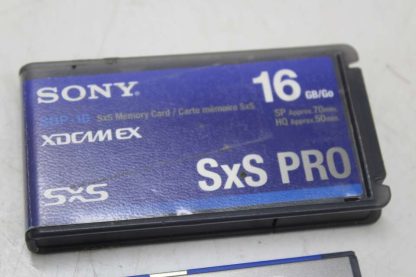 SONY
16 GB/Go
SBP-16 SxS Memory Card / Carte mémoire SxS
SP Approx 70min.
HQ Approx 50min.
XDCAM EX
SxS
SxS PRO